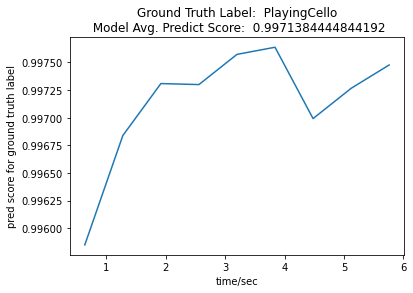 Ground Truth Label:  PlayingCello
Model Avg. Predict Score:  0.9971384444844192
pred score for ground truth label
0.99750
0.99725
0.99700
0.99675
0.99650
0.99625
0.99600
1 2 3 4 5 6
time/sec